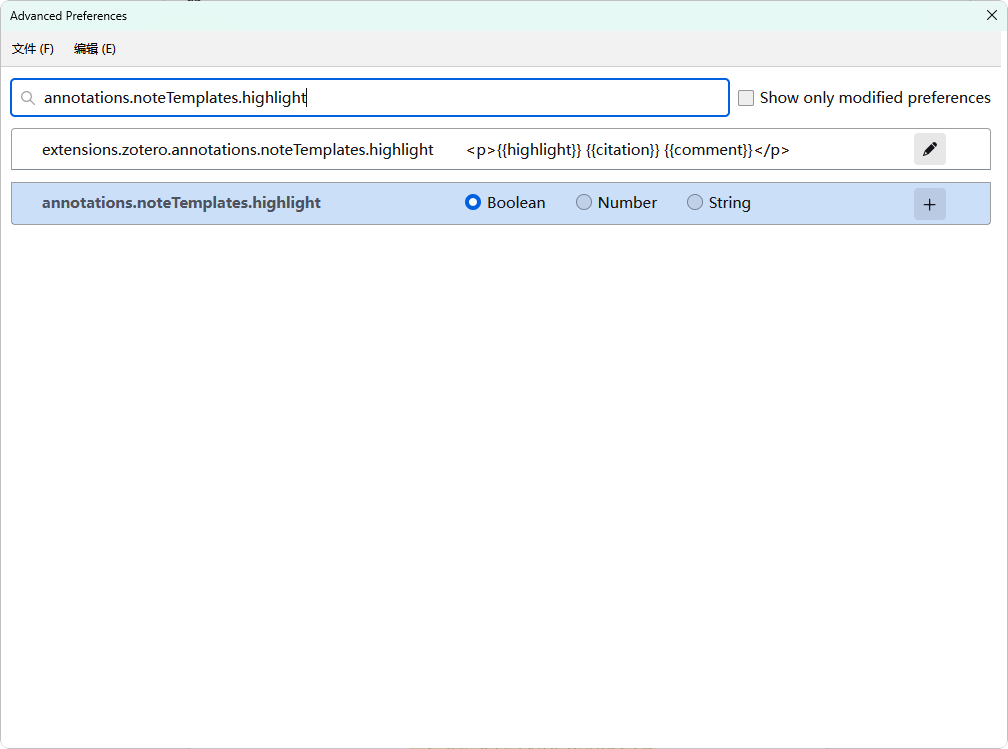 Advanced Preferences
文件 (F) 编辑 (E)
annotations.noteTemplates.highlight Show only modified preferences
extensions.zotero.annotations.noteTemplates.highlight <p>{{highlight}} {{citation}} {{comment}}</p>
annotations.noteTemplates.highlight Boolean Number String